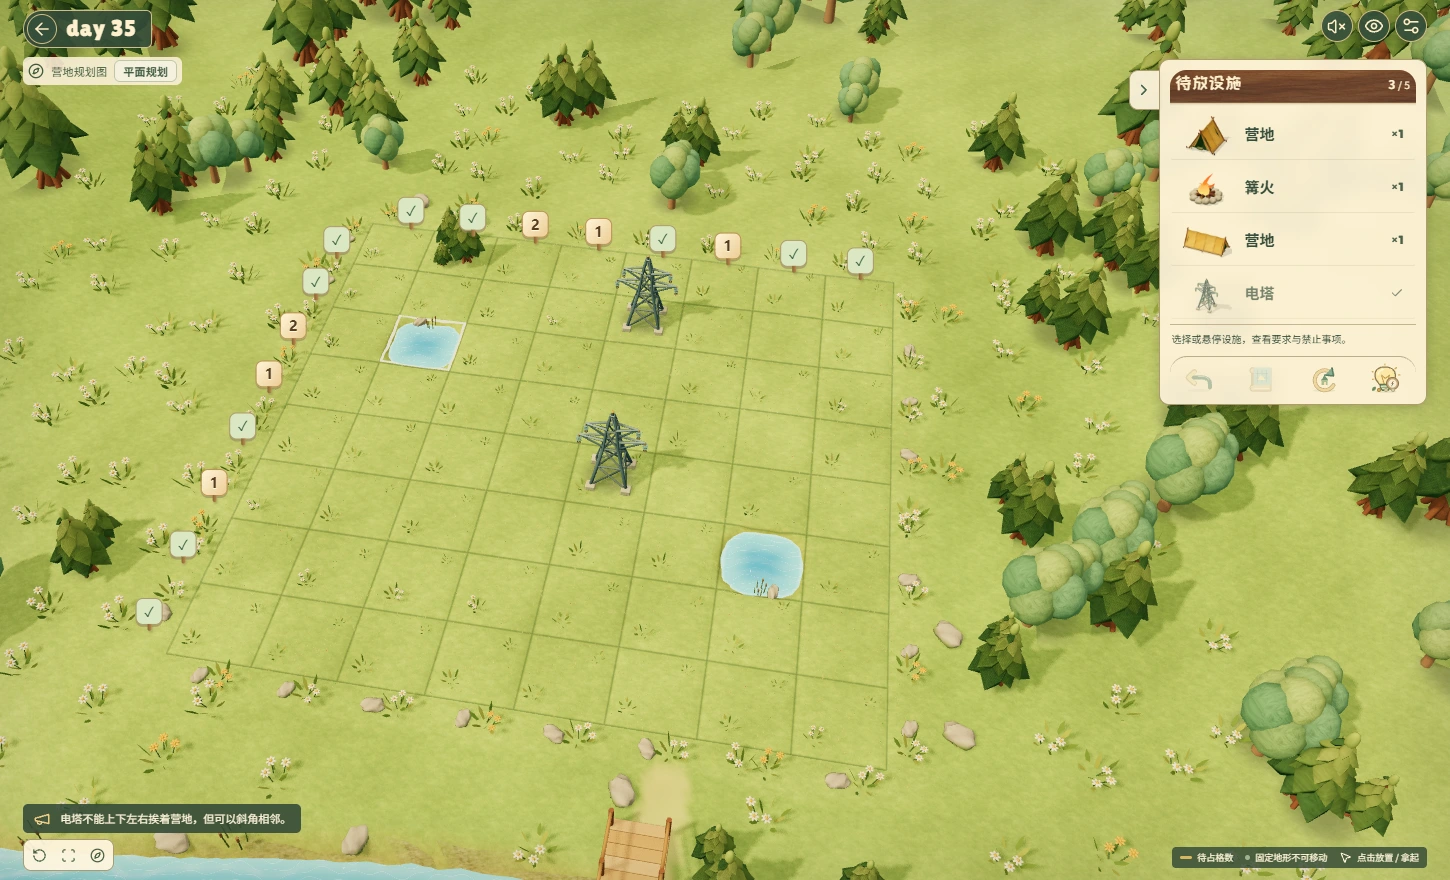 day 35
营地规划图 平面规划
待放设施 3 / 5
营地 ×1
篝火 ×1
营地 ×1
电塔
选择或悬停设施，查看要求与禁止事项。
2
1
1
2
1
1
电塔不能上下左右挨着营地，但可以斜角相邻。
待占格数 固定地形不可移动 点击放置 / 拿起